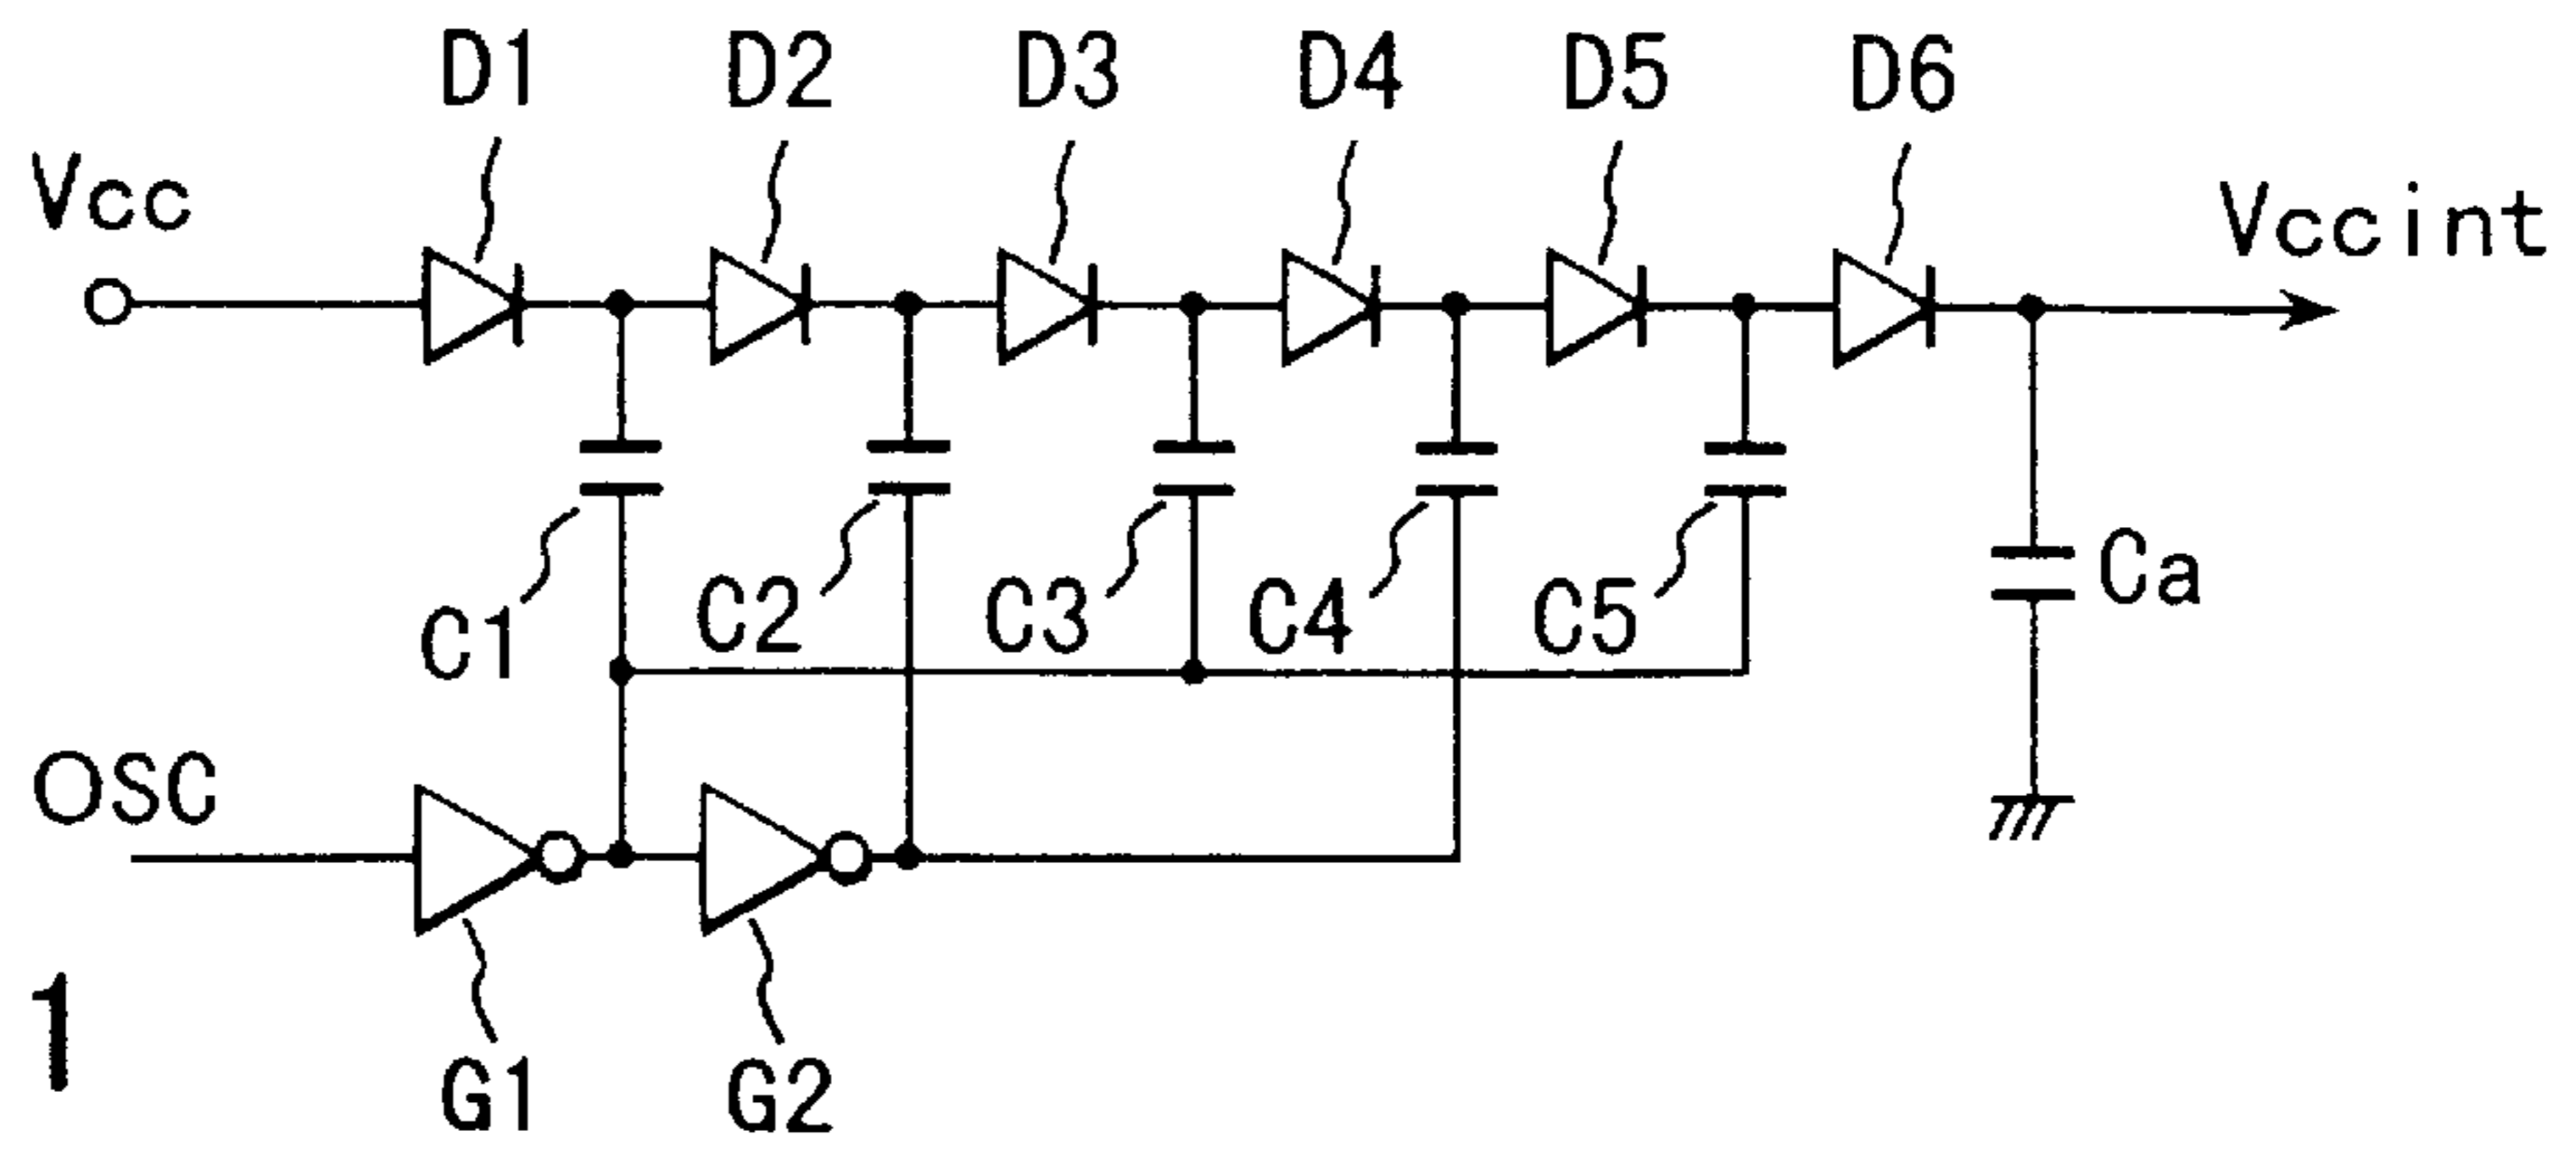 D1 D2 D3 D4 D5 D6
Vcc Vccint
C1 C2 C3 C4 C5 Ca
OSC
1
G1 G2